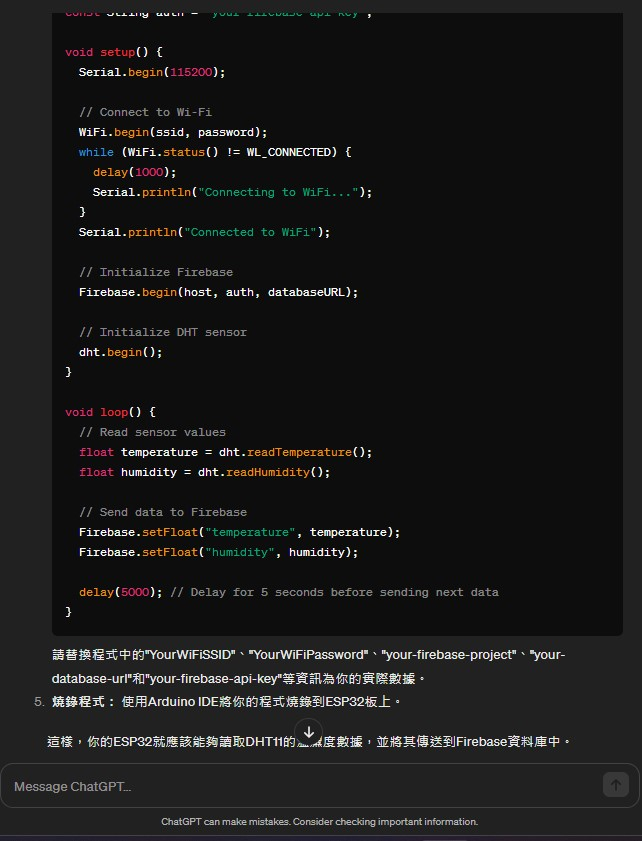 const String auth = "your-firebase-api-key";
void setup() {
Serial.begin(115200);
// Connect to Wi-Fi
WiFi.begin(ssid, password);
while (WiFi.status() != WL_CONNECTED) {
delay(1000);
Serial.println("Connecting to WiFi...");
}
Serial.println("Connected to WiFi");
// Initialize Firebase
Firebase.begin(host, auth, databaseURL);
// Initialize DHT sensor
dht.begin();
}
void loop() {
// Read sensor values
float temperature = dht.readTemperature();
float humidity = dht.readHumidity();
// Send data to Firebase
Firebase.setFloat("temperature", temperature);
Firebase.setFloat("humidity", humidity);
delay(5000); // Delay for 5 seconds before sending next data
}
請替換程式中的"YourWiFiSSID"、"YourWiFiPassword"、"your-firebase-project"、"your-
database-url"和"your-firebase-api-key"等資訊為你的實際數據。
5. 燒錄程式： 使用Arduino IDE將你的程式燒錄到ESP32板上。
這樣，你的ESP32就應該能夠讀取DHT11的溫濕度數據，並將其傳送到Firebase資料庫中。
Message ChatGPT...
ChatGPT can make mistakes. Consider checking important information.